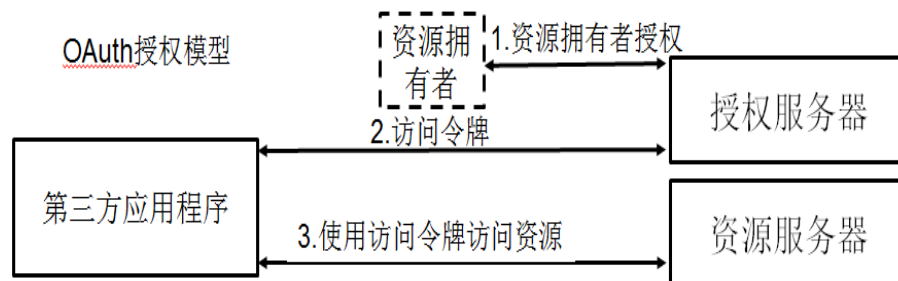 OAuth授权模型
资源拥
有者
1.资源拥有者授权
授权服务器
2.访问令牌
第三方应用程序
3.使用访问令牌访问资源
资源服务器